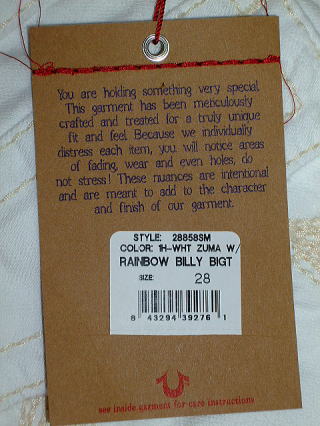 You are holding something very special.
This garment has been meticulously
crafted and treated for a truly unique
fit and feel. Because we individually
distress each item, you will notice areas
of fading, wear and even holes, do
not stress! These nuances are intentional
and are meant to add to the character
and finish of our garment.
STYLE: 28858SM
COLOR: 1H-WHT ZUMA W/
RAINBOW BILLY BIGT
SIZE: 28
8 43294 39276 1
see inside garment for care instructions